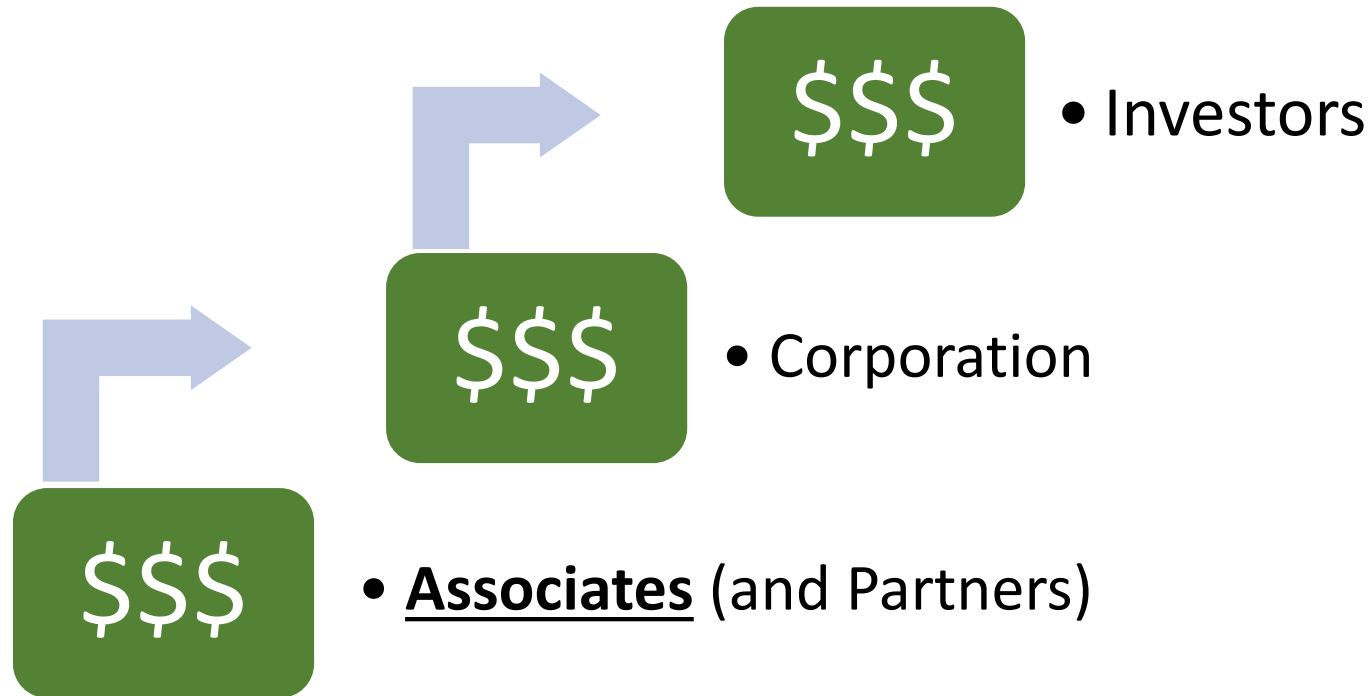 $$$ • Investors
$$$ • Corporation
$$$ • Associates (and Partners)